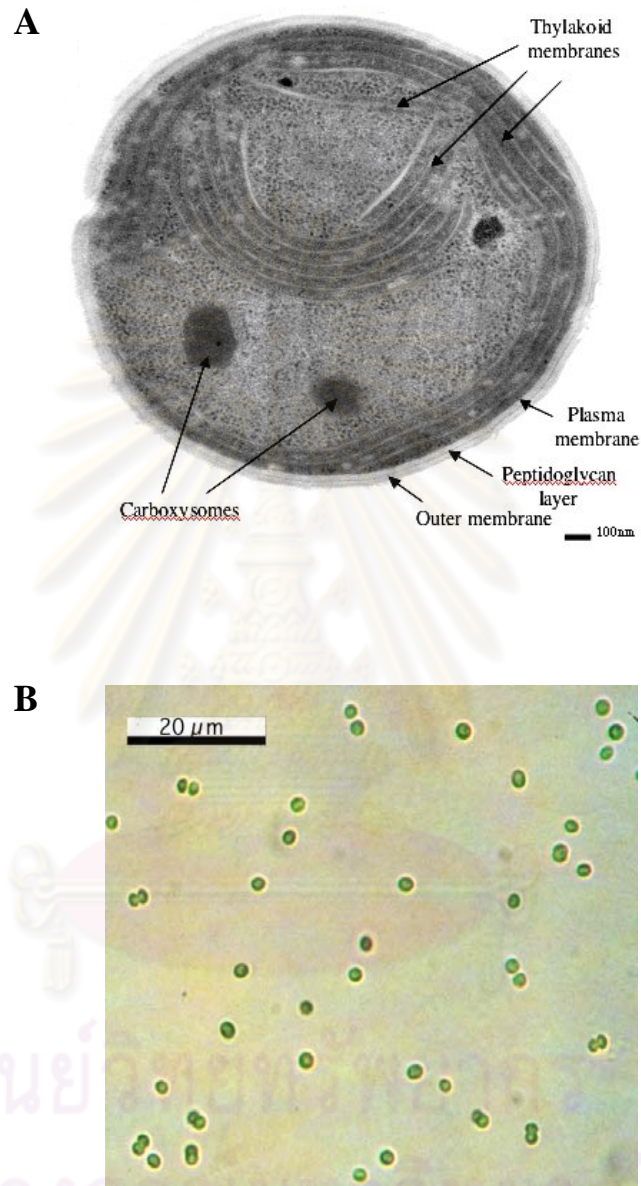 A
Thylakoid
membranes
Plasma
membrane
Peptidoglycan
layer
Outer membrane
Carboxysomes
100nm
B
20 µm